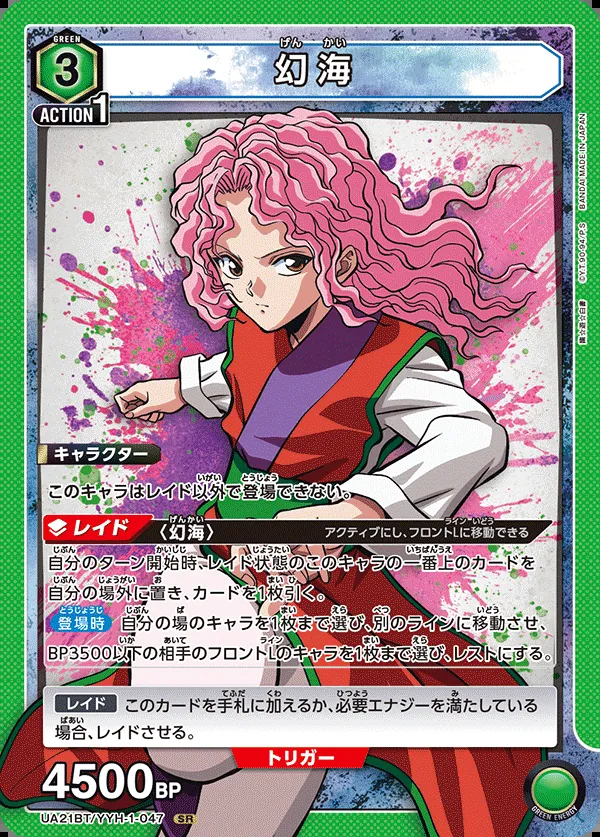 GREEN
3
げん かい
幻海
ACTION 1
BANDAI MADE IN JAPAN
©Y.T.90-94/P.S
キャラクター
このキャラはレイド以外で登場できない。
レイド 〈幻海〉 アクティブにし、フロントLに移動できる
自分のターン開始時、レイド状態のこのキャラの一番上のカードを
自分の場外に置き、カードを1枚引く。
登場時 自分の場のキャラを1枚まで選び、別のラインに移動させ、
BP3500以下の相手のフロントLのキャラを1枚まで選び、レストにする。
レイド このカードを手札に加えるか、必要エナジーを満たしている
場合、レイドさせる。
トリガー
4500BP
UA21BT/YYH-1-047 SR
GREEN ENERGY